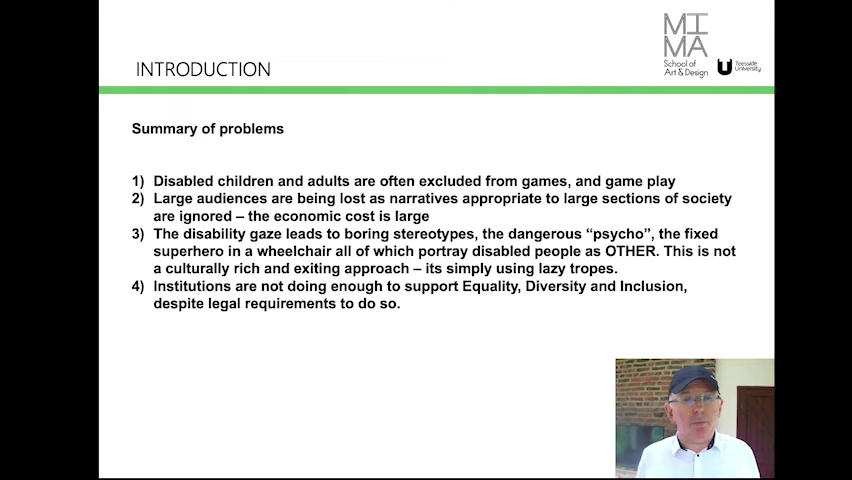 MI
MA
School of
Art & Design
Teesside
University
INTRODUCTION
Summary of problems
1) Disabled children and adults are often excluded from games, and game play
2) Large audiences are being lost as narratives appropriate to large sections of society
are ignored – the economic cost is large
3) The disability gaze leads to boring stereotypes, the dangerous “psycho”, the fixed
superhero in a wheelchair all of which portray disabled people as OTHER. This is not
a culturally rich and exiting approach – its simply using lazy tropes.
4) Institutions are not doing enough to support Equality, Diversity and Inclusion,
despite legal requirements to do so.